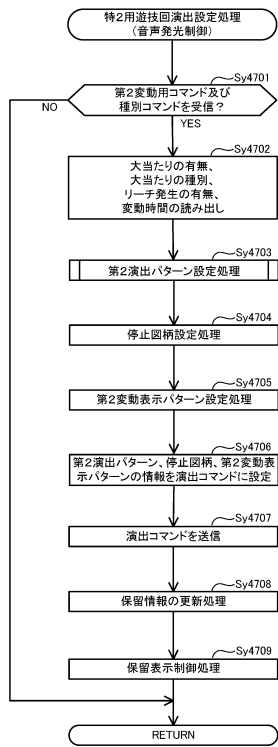 特2用遊技回演出設定処理
（音声発光制御）
Sy4701
第2変動用コマンド及び
種別コマンドを受信？
NO
YES
Sy4702
大当たりの有無、
大当たりの種別、
リーチ発生の有無、
変動時間の読み出し
Sy4703
第2演出パターン設定処理
Sy4704
停止図柄設定処理
Sy4705
第2変動表示パターン設定処理
Sy4706
第2演出パターン、停止図柄、第2変動表
示パターンの情報を演出コマンドに設定
Sy4707
演出コマンドを送信
Sy4708
保留情報の更新処理
Sy4709
保留表示制御処理
RETURN